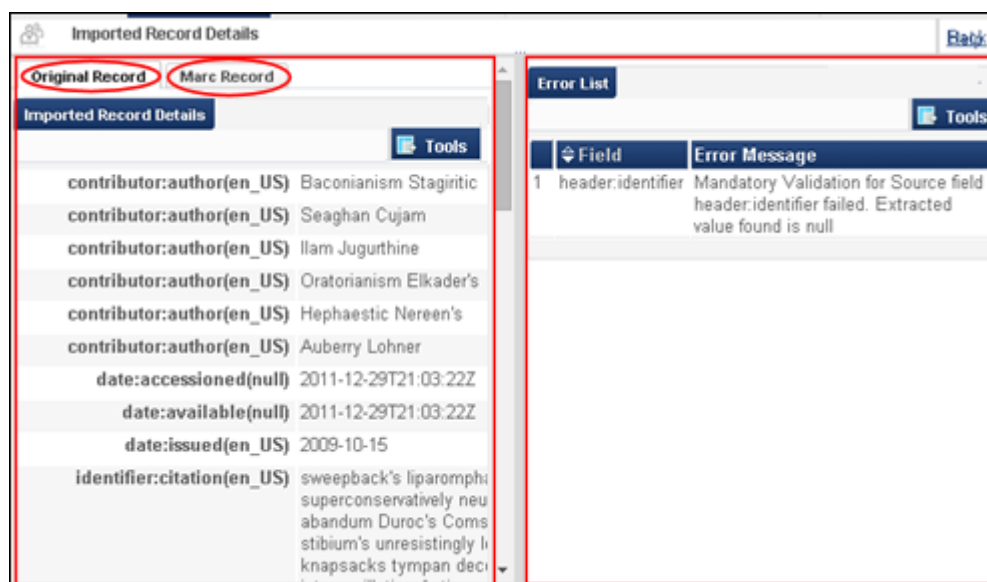 Imported Record Details
Back
Original Record Marc Record
Imported Record Details
Tools
contributor:author(en_US) Baconianism Stagiritic
contributor:author(en_US) Seaghan Cujam
contributor:author(en_US) Ilam Jugurthine
contributor:author(en_US) Oratorianism Elkader's
contributor:author(en_US) Hephaestic Nereen's
contributor:author(en_US) Auberry Lohner
date:accessioned(null) 2011-12-29T21:03:22Z
date:available(null) 2011-12-29T21:03:22Z
date:issued(en_US) 2009-10-15
identifier:citation(en_US) sweepback's liparompha
superconservatively neu
abandum Duroc's Coms
stibium's unresistingly
knapsacks tympan dec
Error List
Tools
Field Error Message
1 header:identifier Mandatory Validation for Source field
header:identifier failed. Extracted
value found is null